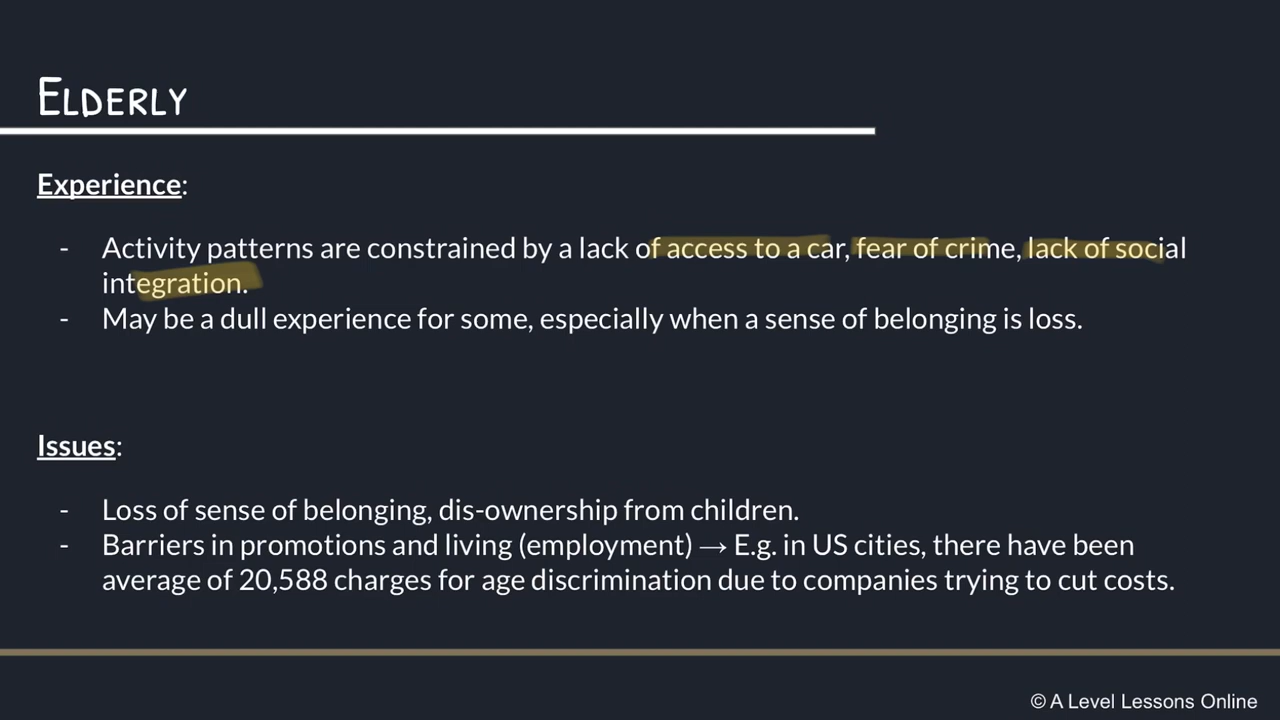 ELDERLY
Experience:
- Activity patterns are constrained by a lack of access to a car, fear of crime, lack of social
integration.
- May be a dull experience for some, especially when a sense of belonging is loss.
Issues:
- Loss of sense of belonging, dis-ownership from children.
- Barriers in promotions and living (employment) → E.g. in US cities, there have been
average of 20,588 charges for age discrimination due to companies trying to cut costs.
© A Level Lessons Online